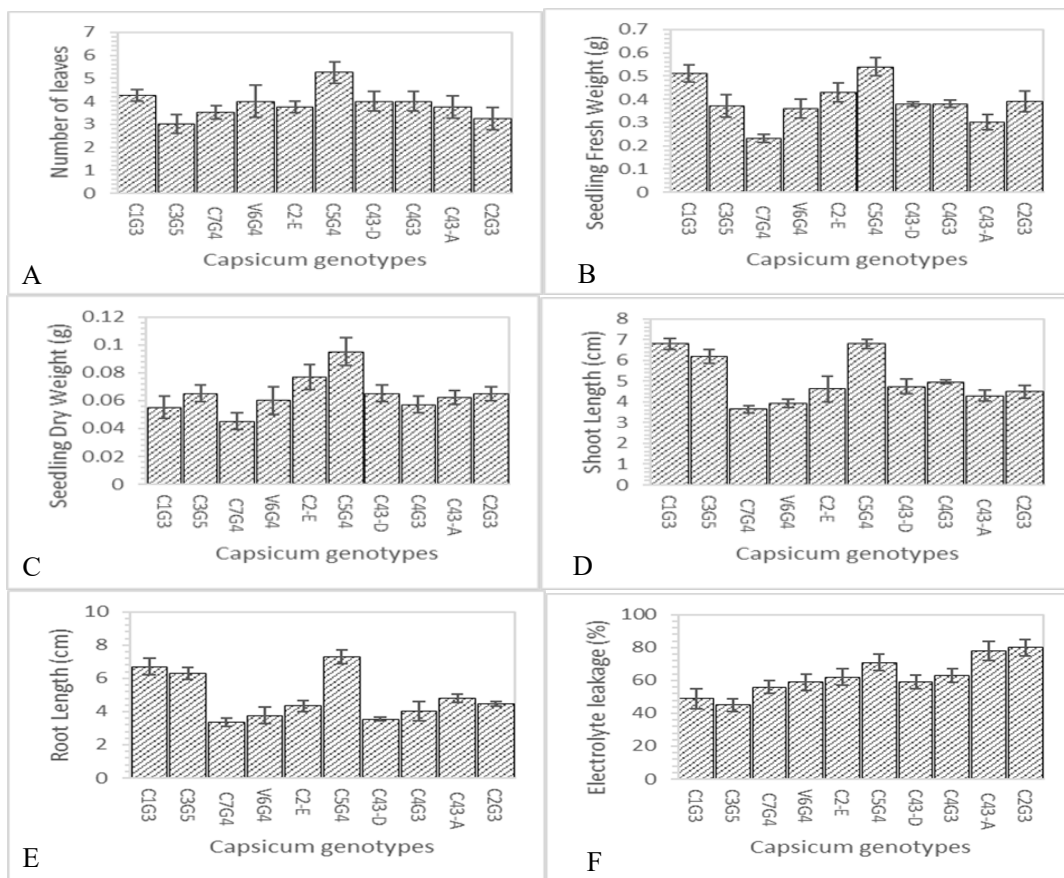 Number of leaves
7
6
5
4
3
2
1
0
C1G3
C3G5
C7G4
V6G4
C2-E
C5G4
C43-D
C4G3
C43-A
C2G3
Capsicum genotypes
A
Seedling Fresh Weight (g)
0.7
0.6
0.5
0.4
0.3
0.2
0.1
0
C1G3
C3G5
C7G4
V6G4
C2-E
C5G4
C43-D
C4G3
C43-A
C2G3
Capsicum genotypes
B
Seedling Dry Weight (g)
0.12
0.1
0.08
0.06
0.04
0.02
0
C1G3
C3G5
C7G4
V6G4
C2-E
C5G4
C43-D
C4G3
C43-A
C2G3
Capsicum genotypes
C
Shoot Length (cm)
8
7
6
5
4
3
2
1
0
C1G3
C3G5
C7G4
V6G4
C2-E
C5G4
C43-D
C4G3
C43-A
C2G3
Capsicum genotypes
D
Root Length (cm)
10
8
6
4
2
0
C1G3
C3G5
C7G4
V6G4
C2-E
C5G4
C43-D
C4G3
C43-A
C2G3
Capsicum genotypes
E
Electrolyte leakage (%)
100
80
60
40
20
0
C1G3
C3G5
C7G4
V6G4
C2-E
C5G4
C43-D
C4G3
C43-A
C2G3
Capsicum genotypes
F